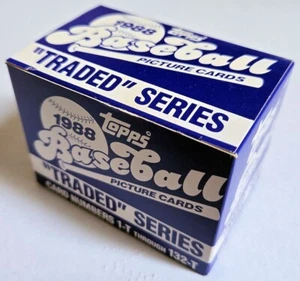 1988 Topps
Baseball
PICTURE CARDS
"TRADED" SERIES
1988 Topps
Baseball
PICTURE CARDS
"TRADED" SERIES
CARD NUMBERS 1-T THROUGH 132-T